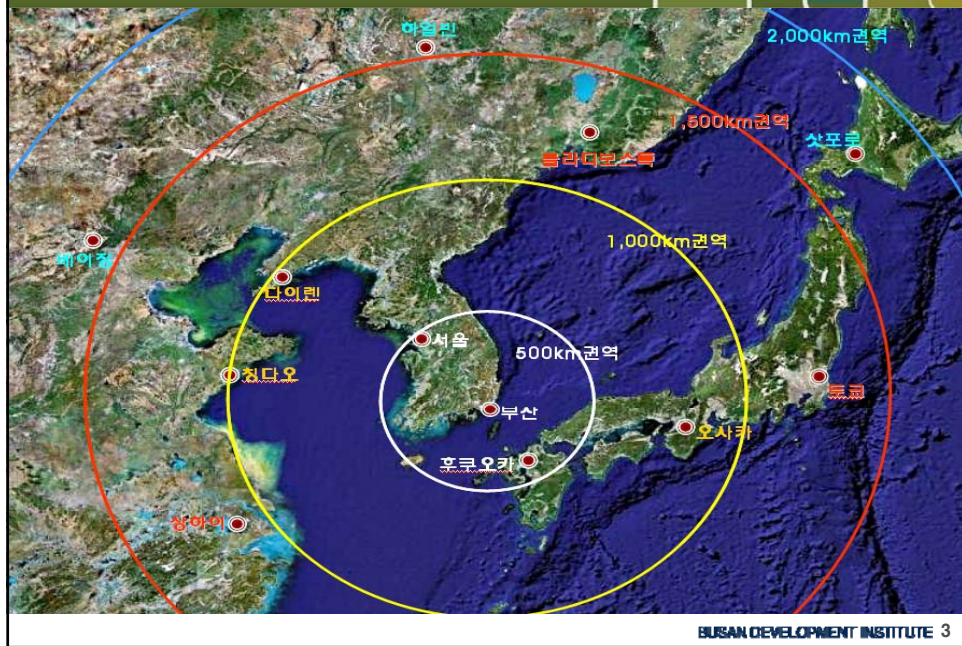 하얼빈
2,000km권역
1,500km권역
블라디보스톡
삿포로
1,000km권역
베이징
다이렌
서울
500km권역
칭다오
도쿄
부산
오사카
후쿠오카
상하이
BUSAN DEVELOPMENT INSTITUTE 3